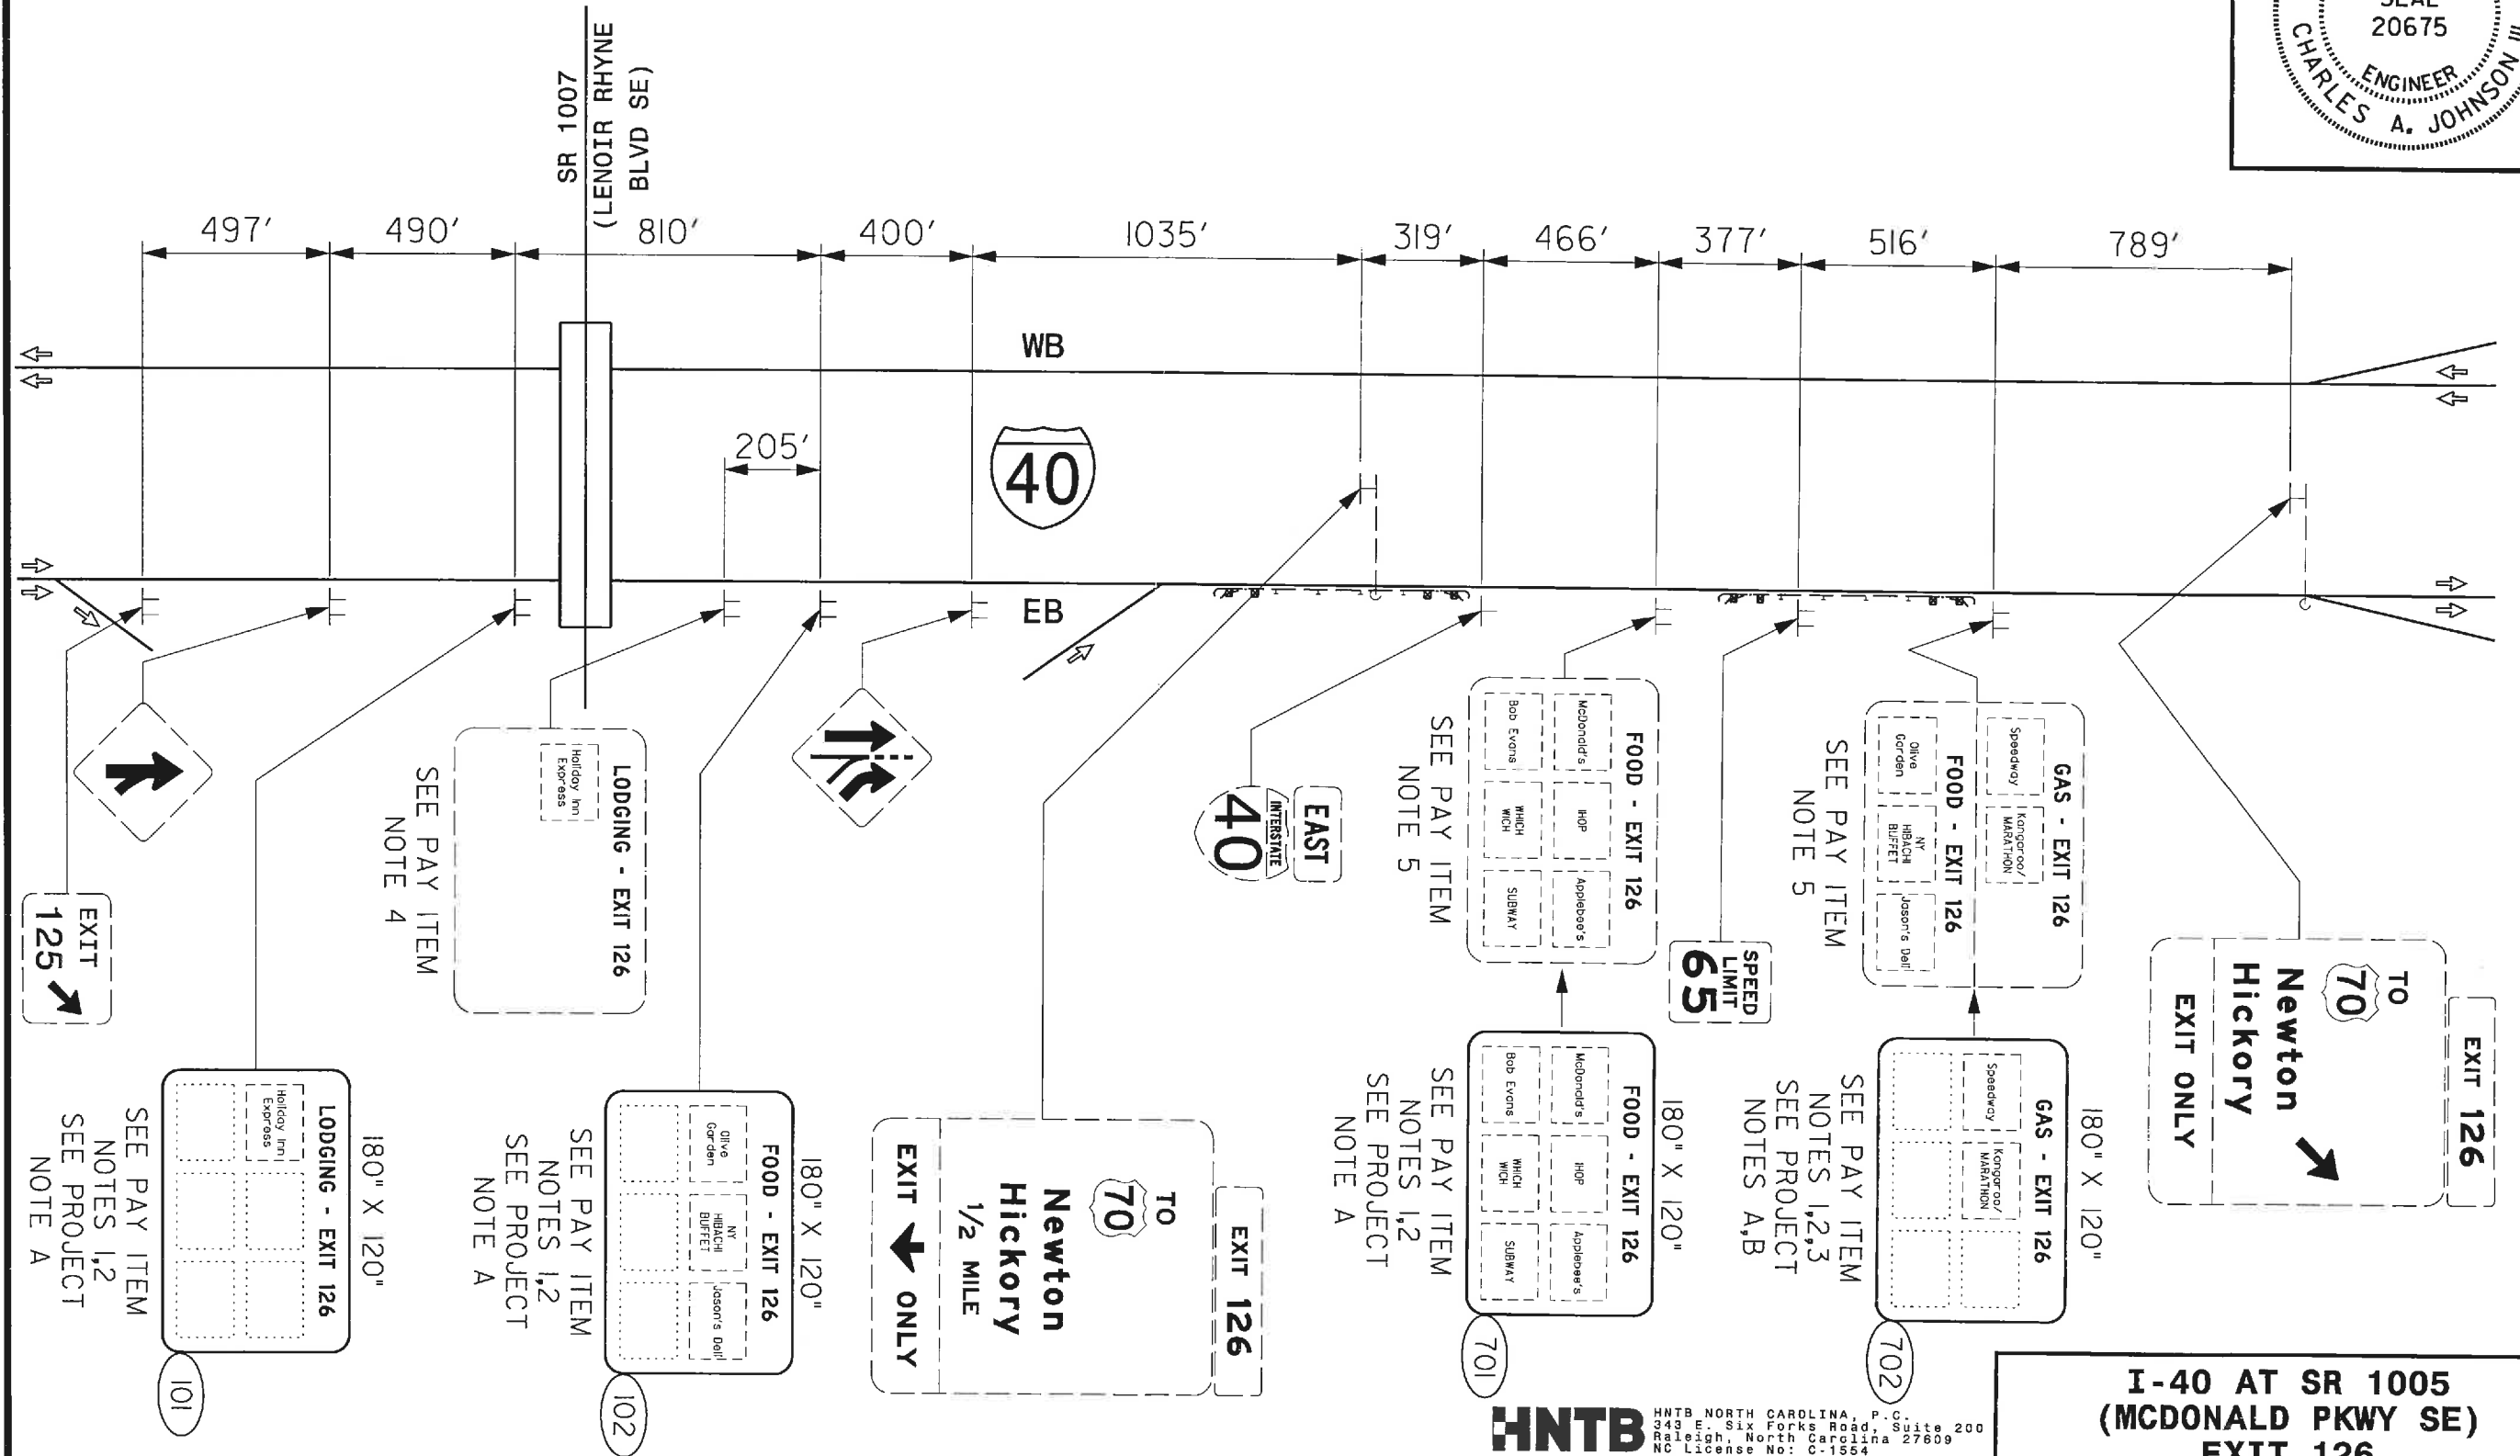 SEAL
20675
ENGINEER
CHARLES A. JOHNSON III
SR 1007
(LENOIR RHYNE
BLVD SE)
497'
490'
810'
400'
1035'
319'
466'
377'
516'
789'
WB
205'
40
EB
EXIT
125
LODGING - EXIT 126
Holiday Inn
Express
SEE PAY ITEM
NOTE 4
EAST
INTERSTATE
40
FOOD - EXIT 126
McDonald's
IHOP
Applebee's
Bob Evans
WHICH
WICH
SUBWAY
SEE PAY ITEM
NOTE 5
SPEED
LIMIT
65
GAS - EXIT 126
Speedway
Kangaroo/
MARATHON
FOOD - EXIT 126
Olive
Garden
NY
HIBACHI
BUFFET
Jason's Deli
SEE PAY ITEM
NOTE 5
EXIT 126
TO
70
Newton
Hickory
EXIT ONLY
180" X 120"
LODGING - EXIT 126
Holiday Inn
Express
SEE PAY ITEM
NOTES 1,2
SEE PROJECT
NOTE A
101
180" X 120"
FOOD - EXIT 126
Olive
Garden
NY
HIBACHI
BUFFET
Jason's Deli
SEE PAY ITEM
NOTES 1,2
SEE PROJECT
NOTE A
102
EXIT 126
TO
70
Newton
Hickory
1/2 MILE
EXIT ONLY
180" X 120"
FOOD - EXIT 126
McDonald's
IHOP
Applebee's
Bob Evans
WHICH
WICH
SUBWAY
SEE PAY ITEM
NOTES 1,2
SEE PROJECT
NOTE A
701
180" X 120"
GAS - EXIT 126
Speedway
Kangaroo/
MARATHON
SEE PAY ITEM
NOTES 1,2,3
SEE PROJECT
NOTES A,B
702
HNTB
HNTB NORTH CAROLINA, P.C.
343 E. Six Forks Road, Suite 200
Raleigh, North Carolina 27609
NC License No: C-1554
I-40 AT SR 1005
(MCDONALD PKWY SE)
EXIT 126